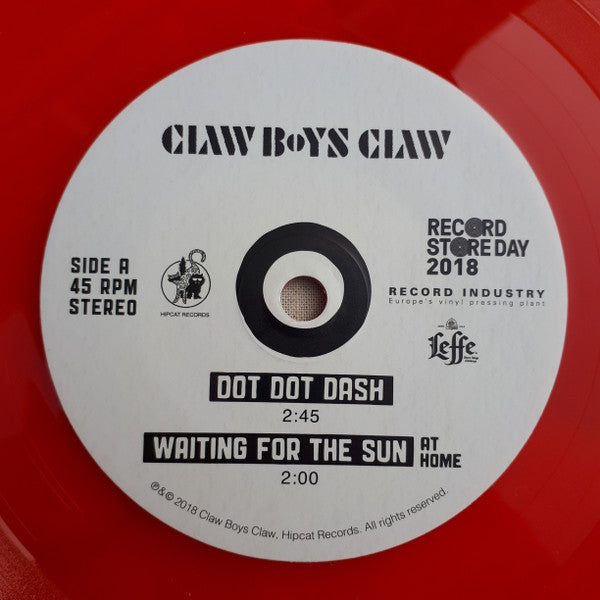 CLAW BOYS CLAW
SIDE A
45 RPM
STEREO
HIPCAT RECORDS
RECORD
STORE DAY
2018
RECORD INDUSTRY
Europe's vinyl pressing plant
Leffe
DOT DOT DASH
2:45
WAITING FOR THE SUN AT HOME
2:00
℗&© 2018 Claw Boys Claw, Hipcat Records. All rights reserved.